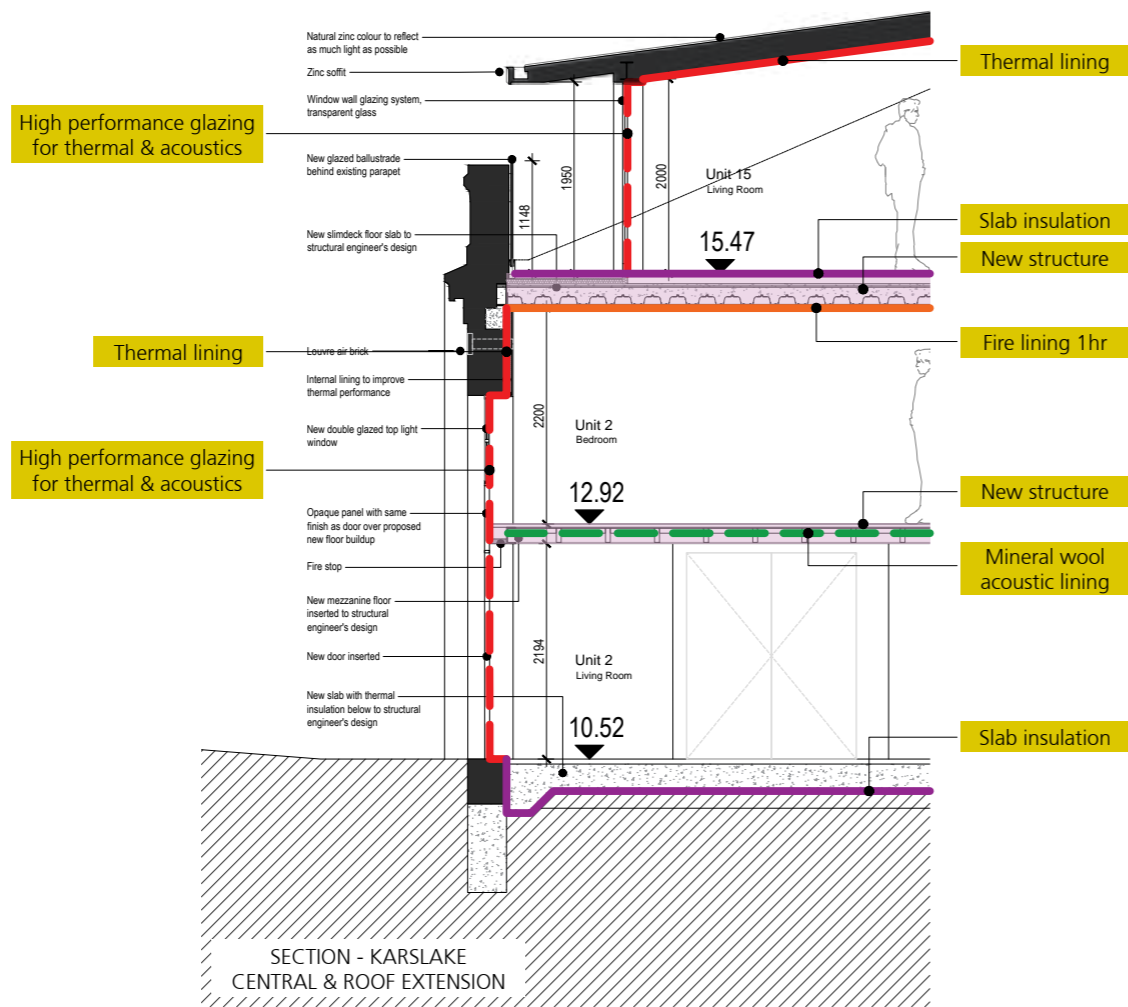 Natural zinc colour to reflect
as much light as possible
Zinc soffit
Thermal lining
Window wall glazing system,
transparent glass
High performance glazing
for thermal & acoustics
New glazed ballustrade
behind existing parapet
1148
1950
2000
Unit 15
Living Room
Slab insulation
New slimdeck floor slab to
structural engineer's design
15.47
New structure
Fire lining 1hr
Thermal lining
Louvre air brick
Internal lining to improve
thermal performance
2200
Unit 2
Bedroom
New double glazed top light
window
High performance glazing
for thermal & acoustics
12.92
New structure
Opaque panel with same
finish as door over proposed
new floor buildup
Mineral wool
acoustic lining
Fire stop
New mezzanine floor
inserted to structural
engineer's design
2194
New door inserted
Unit 2
Living Room
New slab with thermal
insulation below to structural
engineer's design
10.52
Slab insulation
SECTION - KARSLAKE
CENTRAL & ROOF EXTENSION